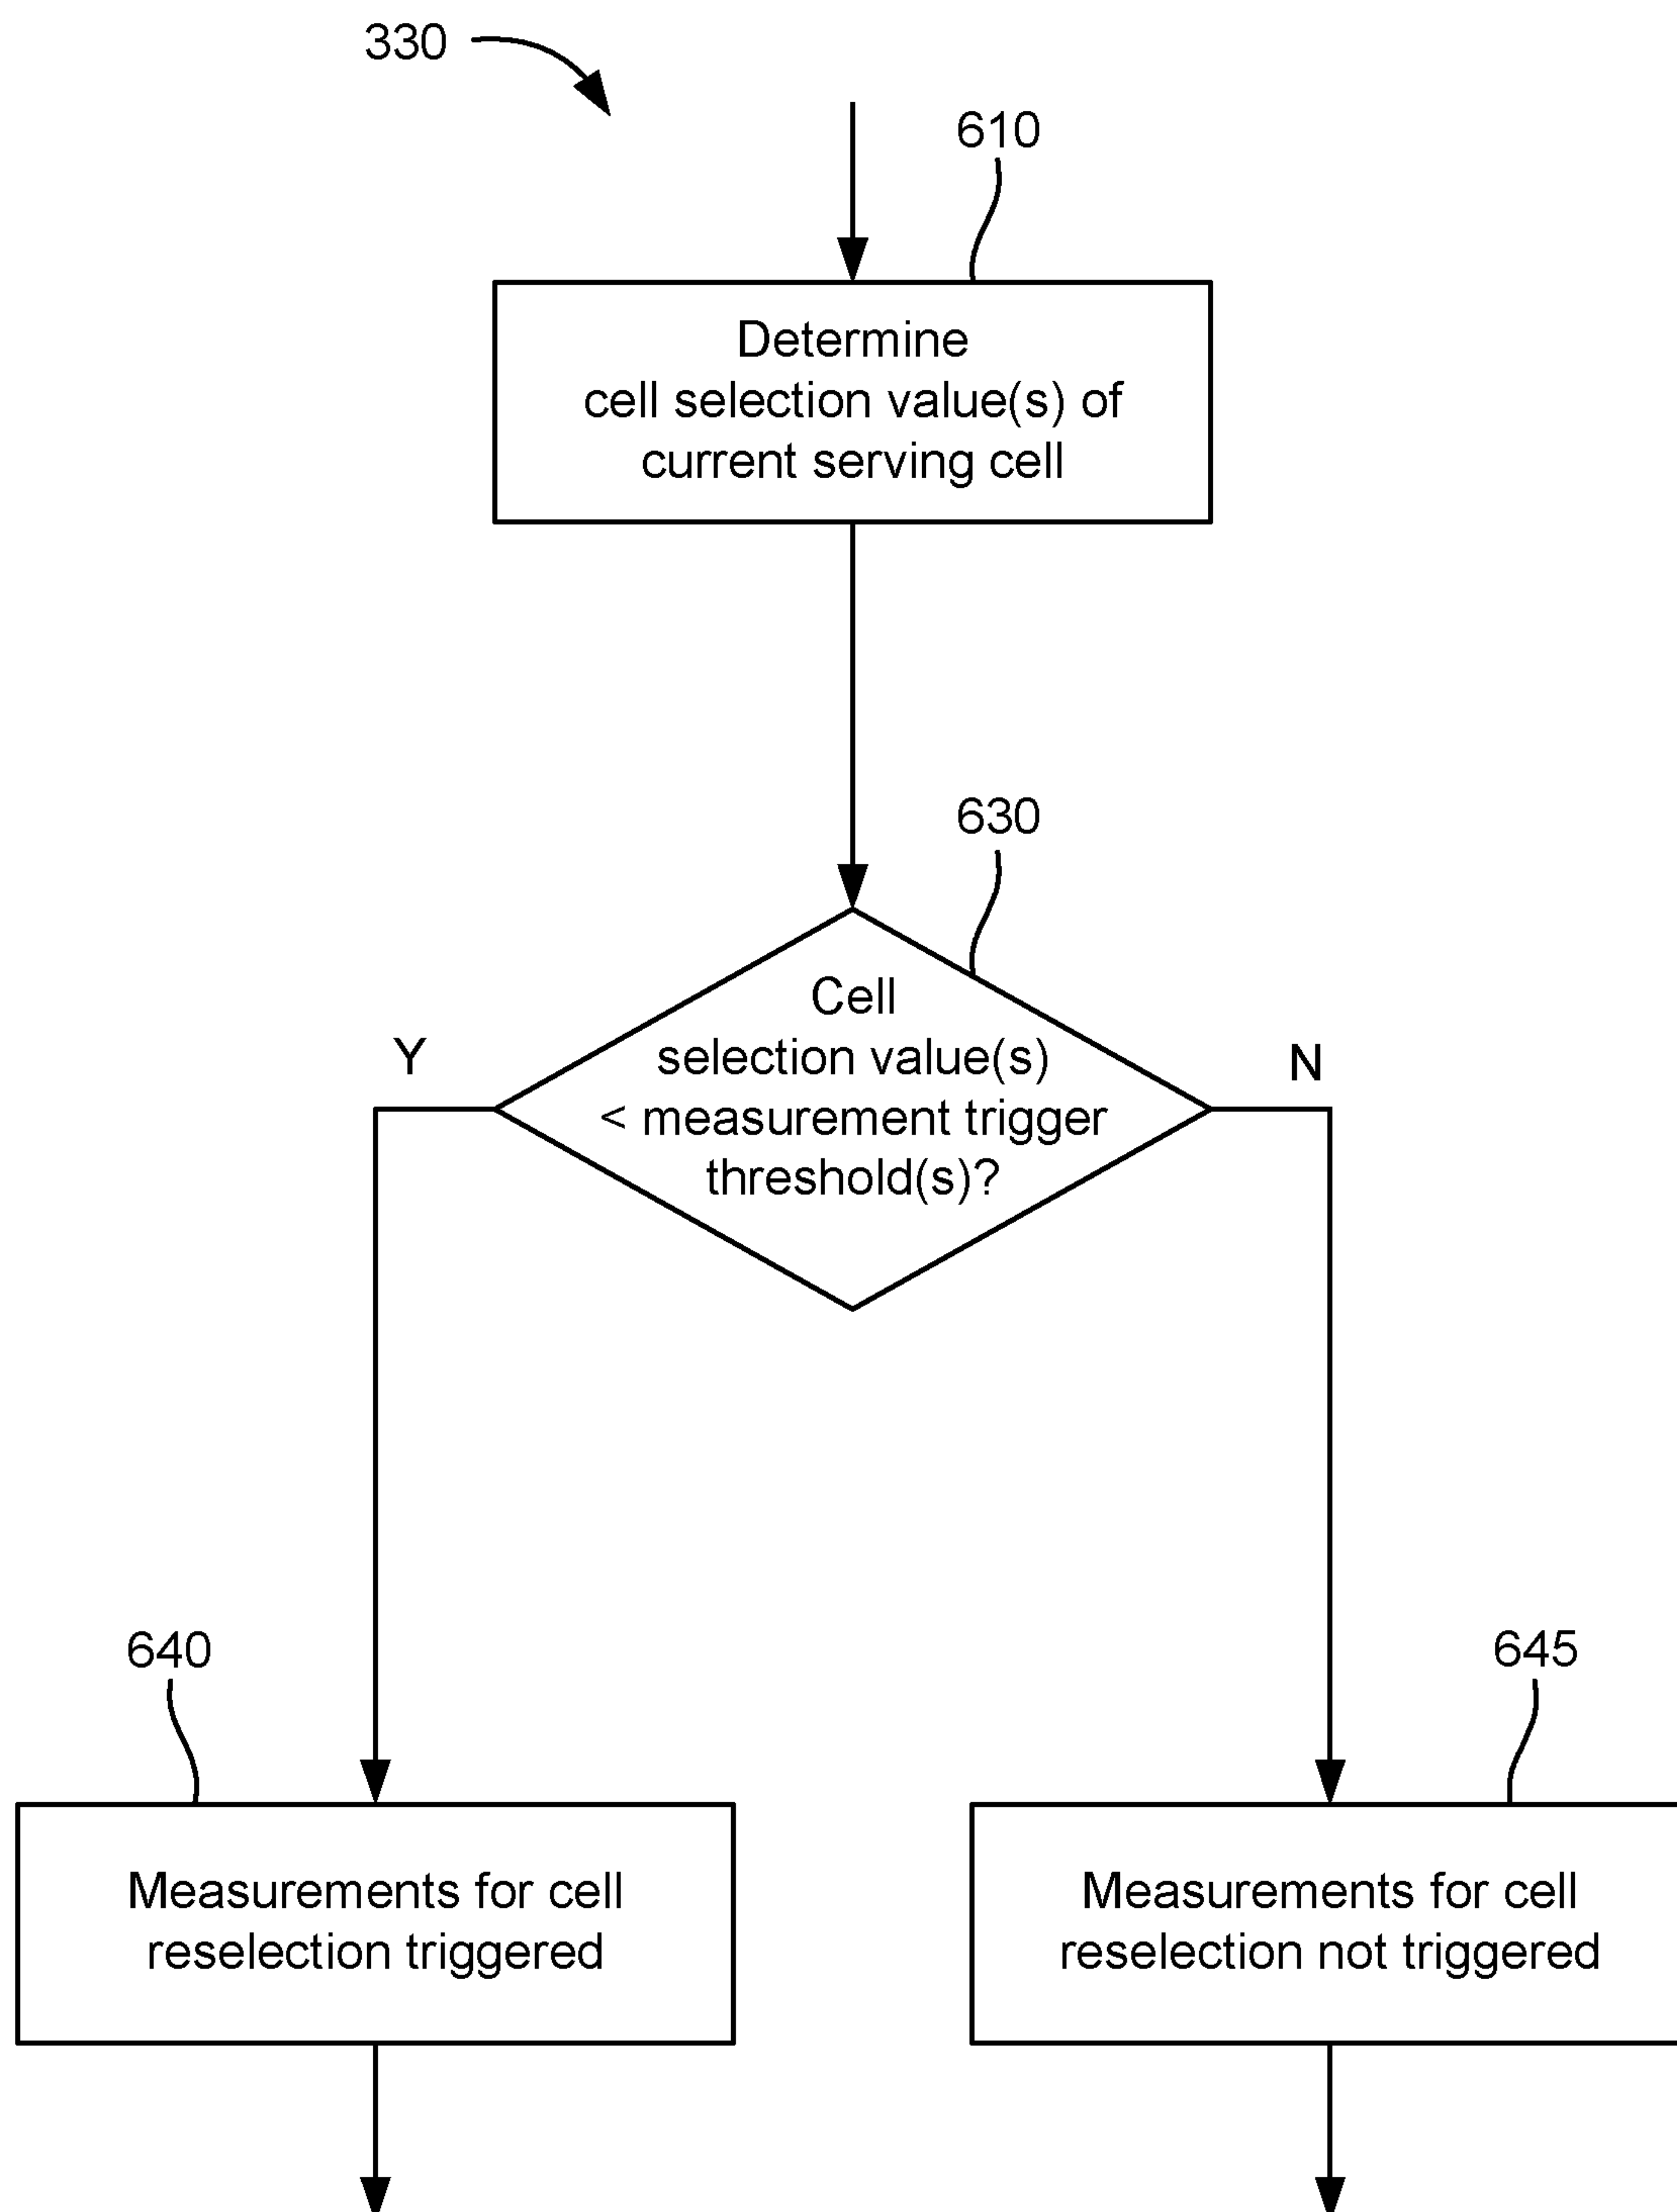 330
610
Determine
cell selection value(s) of
current serving cell
630
Cell
selection value(s)
< measurement trigger
threshold(s)?
Y
N
640
645
Measurements for cell
reselection triggered
Measurements for cell
reselection not triggered